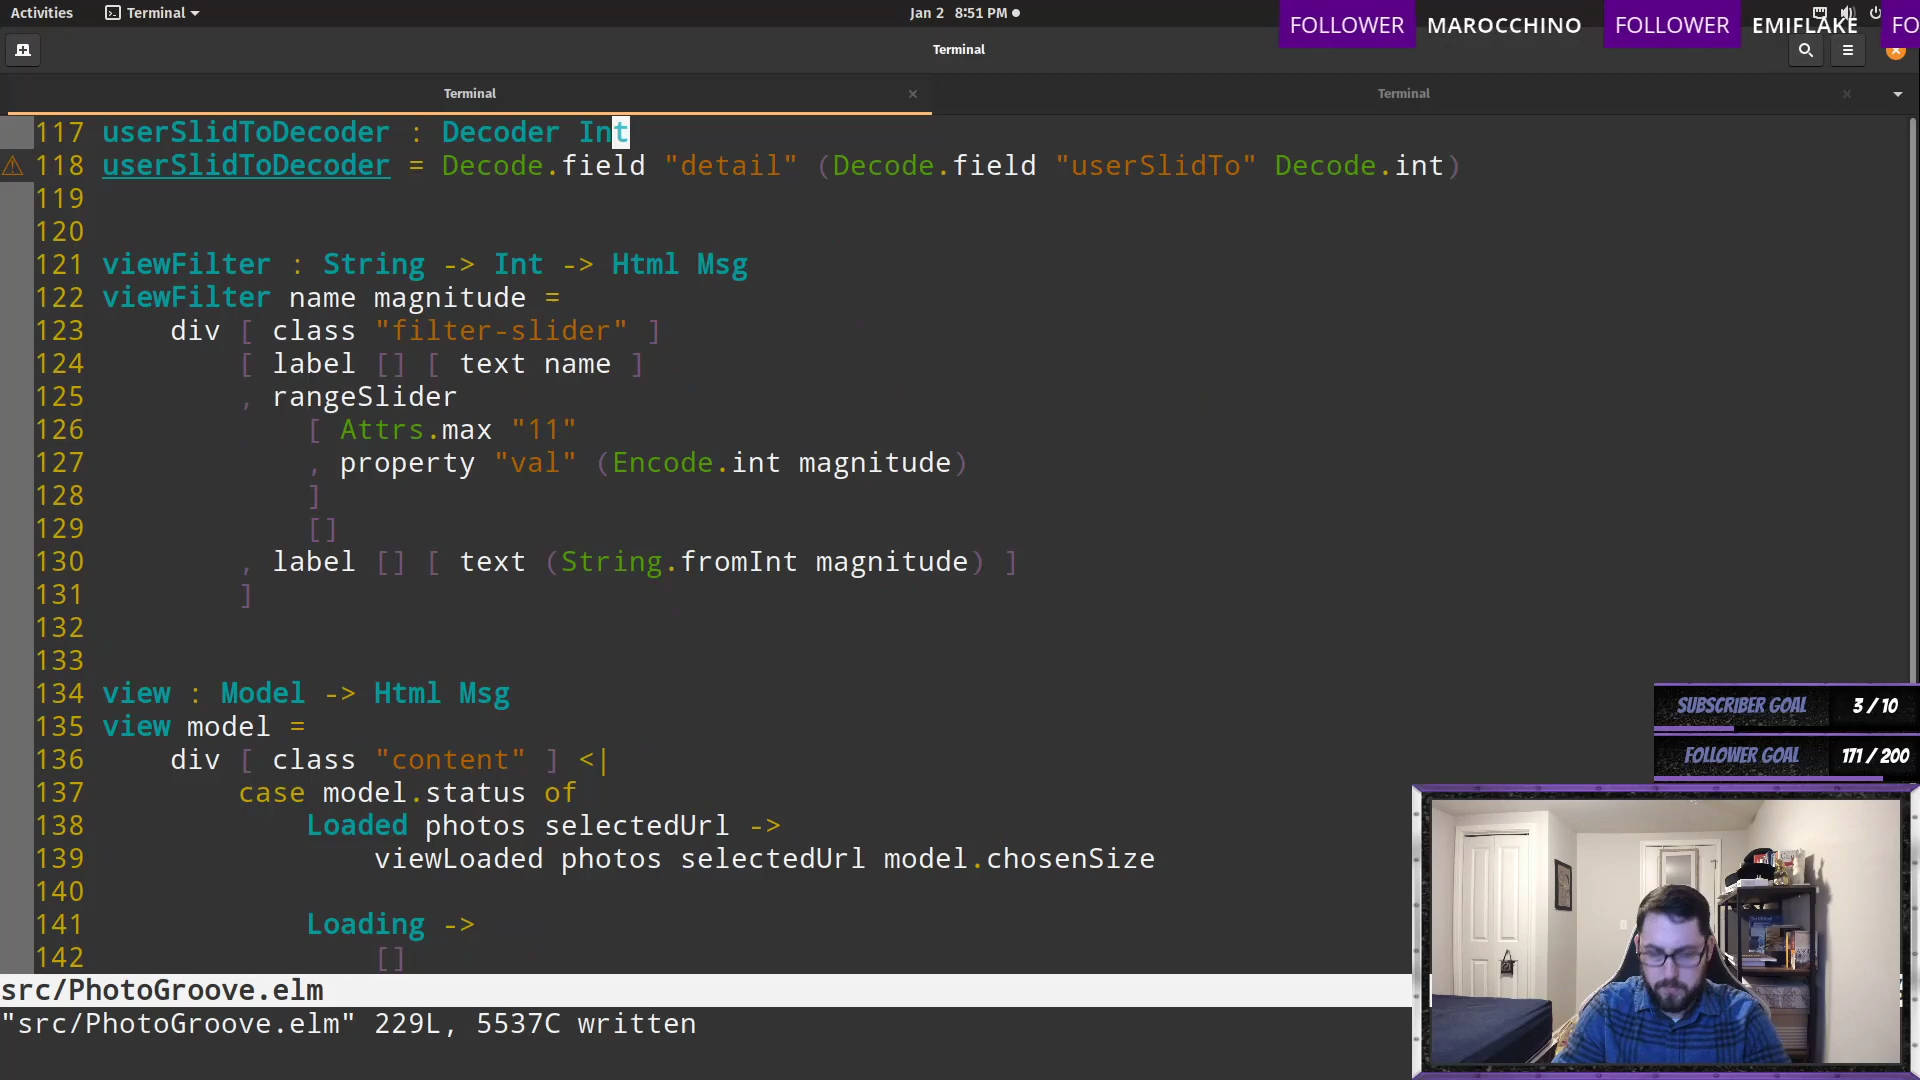 Activities Terminal Jan 2 8:51 PM
FOLLOWER MAROCCHINO FOLLOWER EMIFLAKE FO
Terminal
Terminal Terminal
117 userSlidToDecoder : Decoder Int
118 userSlidToDecoder = Decode.field "detail" (Decode.field "userSlidTo" Decode.int)
119
120
121 viewFilter : String -> Int -> Html Msg
122 viewFilter name magnitude =
123     div [ class "filter-slider" ]
124         [ label [] [ text name ]
125         , rangeSlider
126             [ Attrs.max "11"
127             , property "val" (Encode.int magnitude)
128             ]
129             []
130         , label [] [ text (String.fromInt magnitude) ]
131         ]
132
133
134 view : Model -> Html Msg
135 view model =
136     div [ class "content" ] <|
137         case model.status of
138             Loaded photos selectedUrl ->
139                 viewLoaded photos selectedUrl model.chosenSize
140
141             Loading ->
142                 []
SUBSCRIBER GOAL 3 / 10
FOLLOWER GOAL 171 / 200
src/PhotoGroove.elm
"src/PhotoGroove.elm" 229L, 5537C written